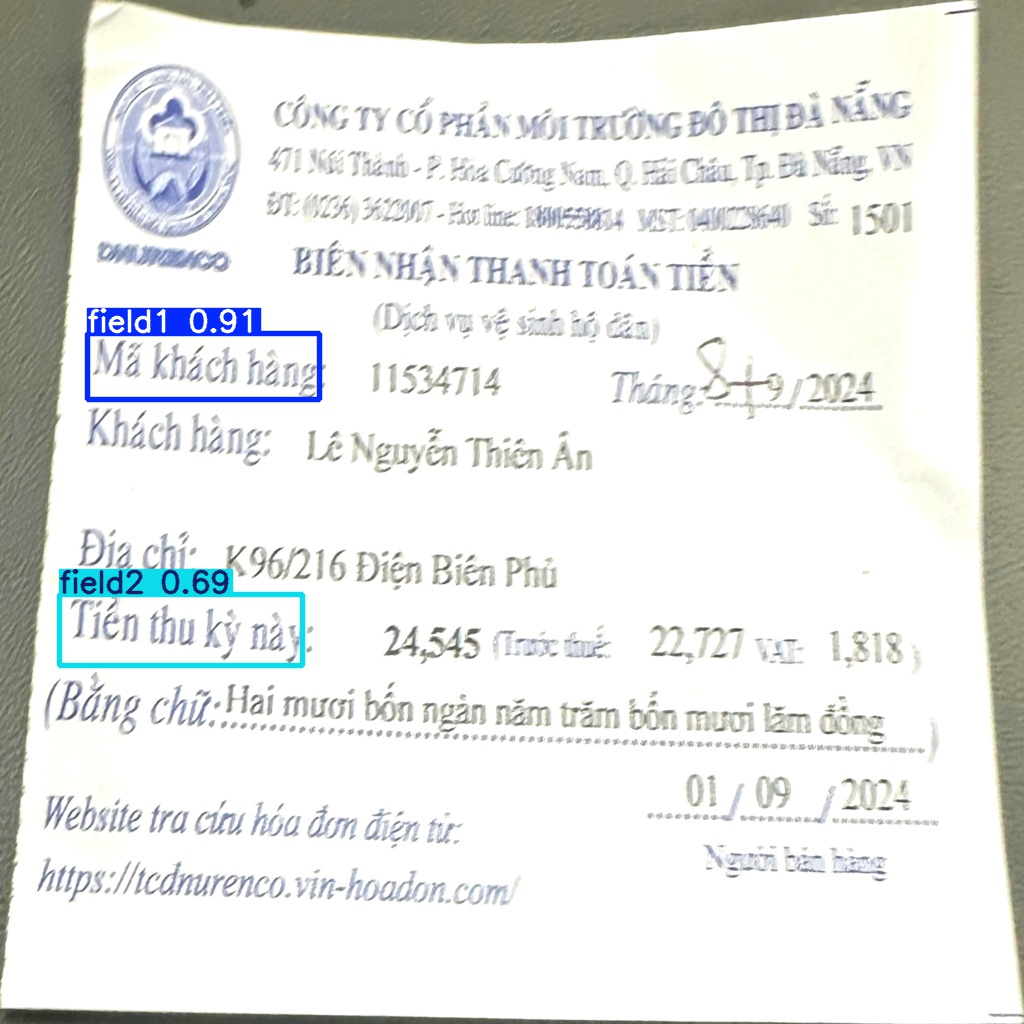 CÔNG TY CỔ PHẦN MÔI TRƯỜNG ĐÔ THỊ ĐÀ NẴNG
471 Núi Thành - P. Hòa Cường Nam, Q. Hải Châu, Tp. Đà Nẵng, VN
ĐT: (0236) 3622007 - Hot line: MST: Số: 1501
BIÊN NHẬN THANH TOÁN TIỀN
(Dịch vụ vệ sinh hộ dân)
field1 0.91
Mã khách hàng: 11534714 Tháng: 8+9/2024
Khách hàng: Lê Nguyễn Thiên Ân
Địa chỉ: K96/216 Điện Biên Phủ
field2 0.69
Tiền thu kỳ này: 24,545 (Trước thuế: 22,727 VAT: 1,818)
(Bằng chữ: Hai mươi bốn ngàn năm trăm bốn mươi lăm đồng)
01 / 09 / 2024
Website tra cứu hóa đơn điện tử:
Người bán hàng
https://tcdnurenco.vin-hoadon.com/